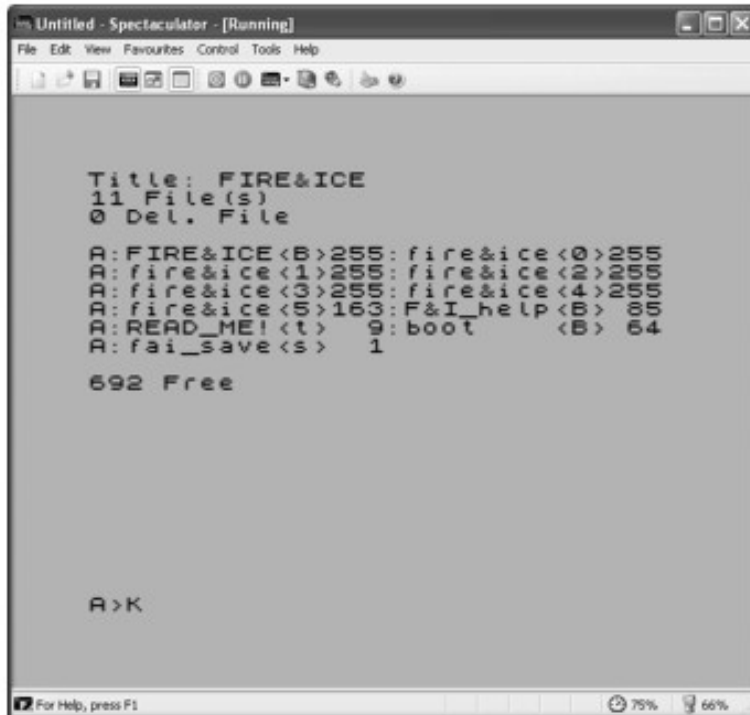 Untitled - Spectaculator - [Running]
File Edit View Favourites Control Tools Help
Title: FIRE&ICE
11 File(s)
0 Del. File
A:FIRE&ICE<B>255:fire&ice<0>255
A:fire&ice<1>255:fire&ice<2>255
A:fire&ice<3>255:fire&ice<4>255
A:fire&ice<5>163:F&I_help<B> 85
A:READ_ME!<t>  9:boot    <B> 64
A:fai_save<s>  1
692 Free
A>K
For Help, press F1 75% 66%